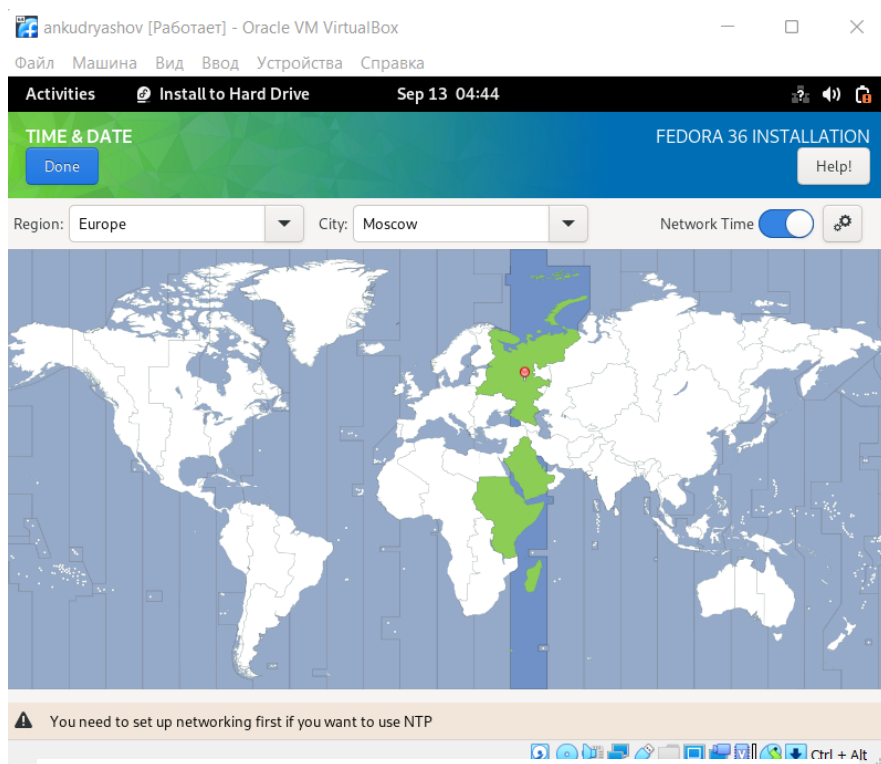 ankudryashov [Работает] - Oracle VM VirtualBox
Файл Машина Вид Ввод Устройства Справка
Activities Install to Hard Drive Sep 13 04:44
TIME & DATE FEDORA 36 INSTALLATION
Done Help!
Region: Europe City: Moscow Network Time
You need to set up networking first if you want to use NTP
Ctrl + Alt